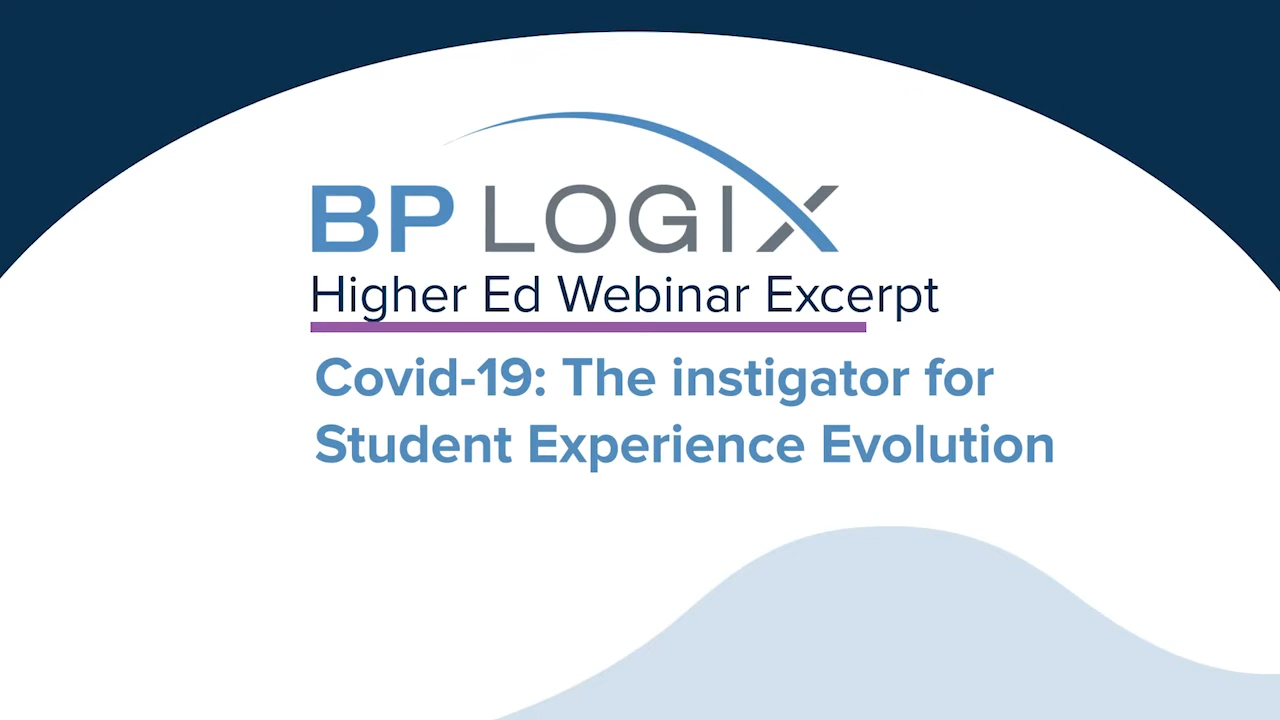 BP LOGIX
Higher Ed Webinar Excerpt
Covid-19: The instigator for
Student Experience Evolution